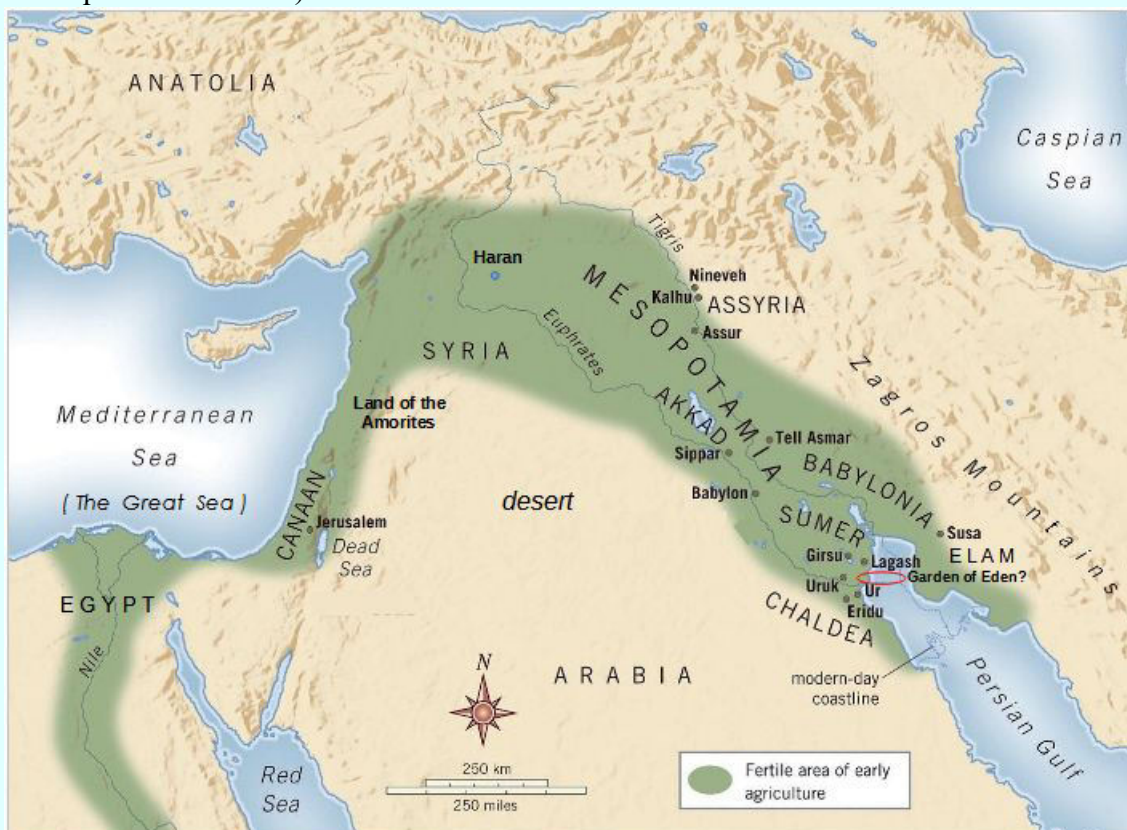 ANATOLIA
Caspian
Sea
Tigris
Haran
Nineveh
Kalhu
ASSYRIA
MESOPOTAMIA
Assur
Euphrates
SYRIA
Zagros Mountains
Mediterranean
Sea
( The Great Sea )
Land of the
Amorites
AKKAD
Tell Asmar
Sippar
BABYLONIA
Babylon
desert
CANAAN
Jerusalem
Dead
Sea
SUMER
Susa
ELAM
Girsu
Lagash
Garden of Eden?
Uruk
Ur
Eridu
CHALDEA
EGYPT
Nile
ARABIA
N
modern-day
coastline
Persian Gulf
Red
Sea
250 km
250 miles
Fertile area of early
agriculture